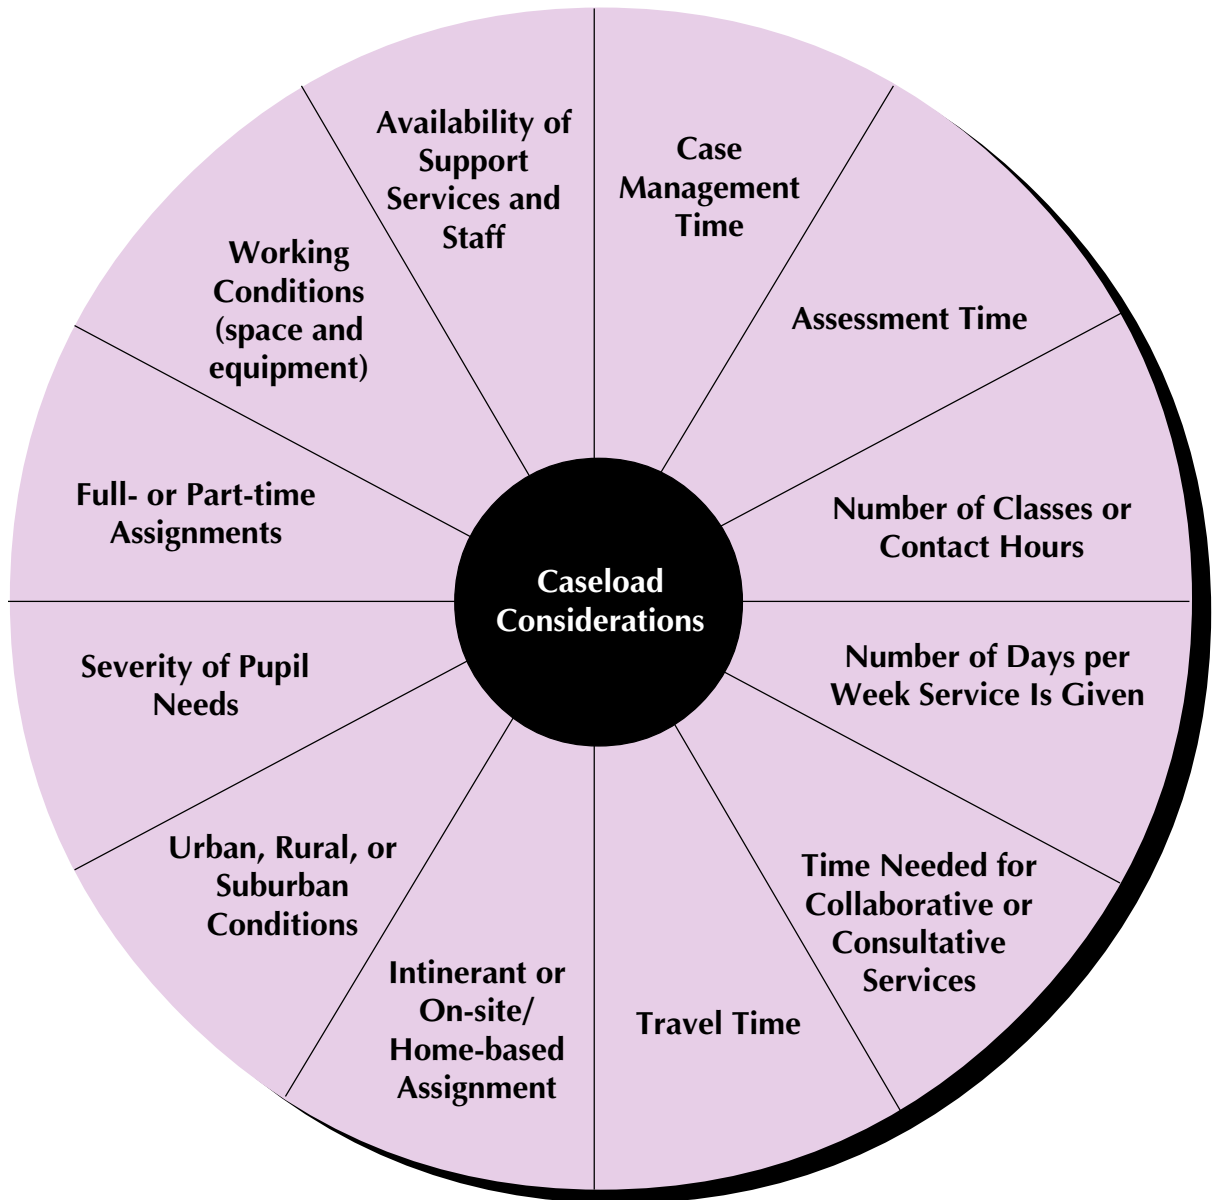 Availability of
Support
Services and
Staff
Case
Management
Time
Assessment Time
Number of Classes or
Contact Hours
Number of Days per
Week Service Is Given
Time Needed for
Collaborative or
Consultative
Services
Travel Time
Intinerant or
On-site/
Home-based
Assignment
Urban, Rural, or
Suburban
Conditions
Severity of Pupil
Needs
Full- or Part-time
Assignments
Working
Conditions
(space and
equipment)
Caseload
Considerations